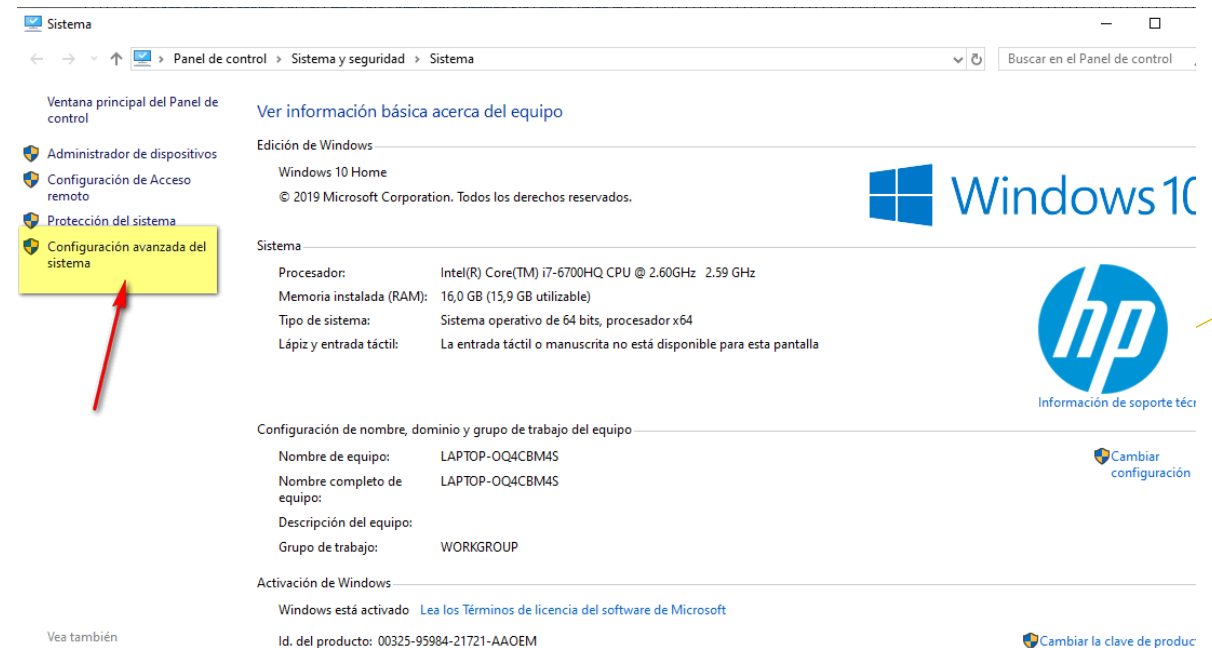 Sistema
Panel de control > Sistema y seguridad > Sistema
Buscar en el Panel de control
Ventana principal del Panel de
control
Administrador de dispositivos
Configuración de Acceso
remoto
Protección del sistema
Configuración avanzada del
sistema
Vea también
Ver información básica acerca del equipo
Edición de Windows
Windows 10 Home
© 2019 Microsoft Corporation. Todos los derechos reservados.
Windows 10
Sistema
Procesador: Intel(R) Core(TM) i7-6700HQ CPU @ 2.60GHz 2.59 GHz
Memoria instalada (RAM): 16,0 GB (15,9 GB utilizable)
Tipo de sistema: Sistema operativo de 64 bits, procesador x64
Lápiz y entrada táctil: La entrada táctil o manuscrita no está disponible para esta pantalla
hp
Información de soporte técr
Configuración de nombre, dominio y grupo de trabajo del equipo
Nombre de equipo: LAPTOP-OQ4CBM4S
Cambiar
configuración
Nombre completo de LAPTOP-OQ4CBM4S
equipo:
Descripción del equipo:
Grupo de trabajo: WORKGROUP
Activación de Windows
Windows está activado Lea los Términos de licencia del software de Microsoft
Id. del producto: 00325-95984-21721-AAOEM
Cambiar la clave de produc